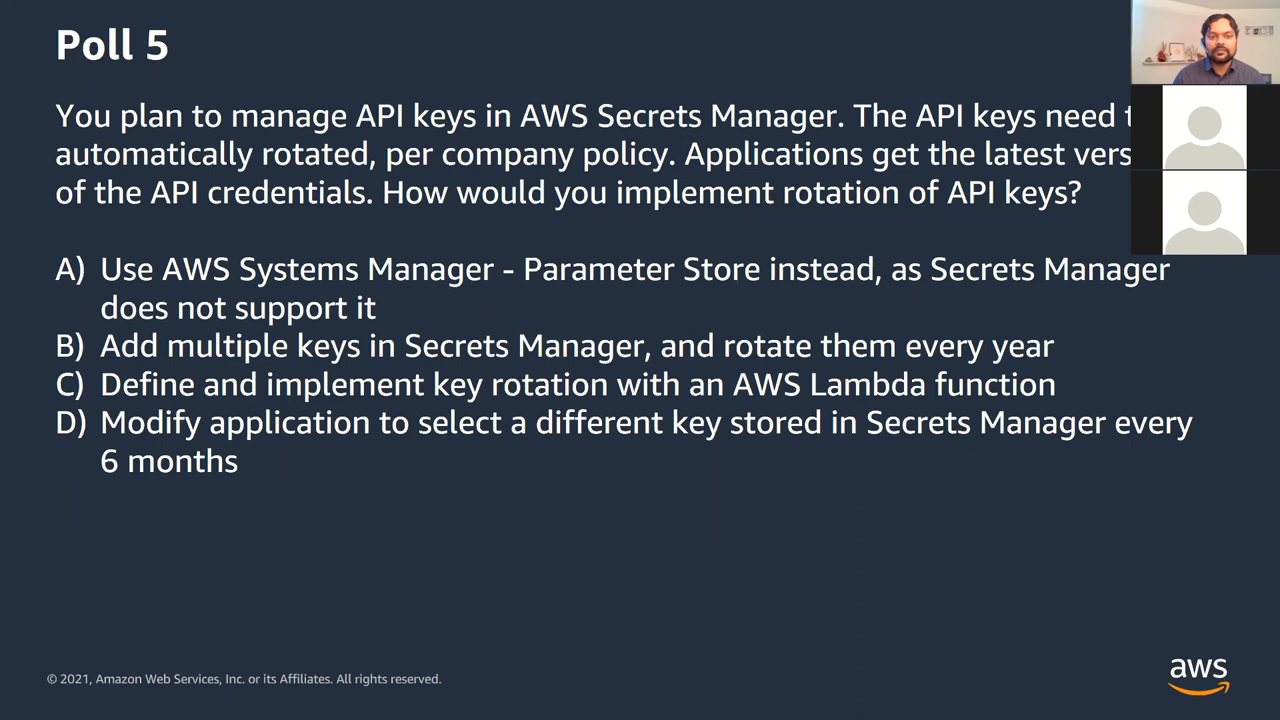 Poll 5
You plan to manage API keys in AWS Secrets Manager. The API keys need
automatically rotated, per company policy. Applications get the latest
of the API credentials. How would you implement rotation of API keys?
A) Use AWS Systems Manager - Parameter Store instead, as Secrets Manager
does not support it
B) Add multiple keys in Secrets Manager, and rotate them every year
C) Define and implement key rotation with an AWS Lambda function
D) Modify application to select a different key stored in Secrets Manager every
6 months
© 2021, Amazon Web Services, Inc. or its Affiliates. All rights reserved.
aws